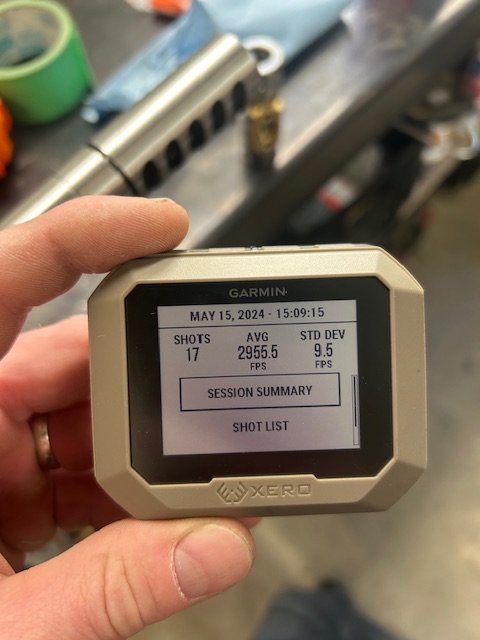 GARMIN
MAY 15, 2024 - 15:09:15
SHOTS AVG STD DEV
17 2955.5 9.5
FPS FPS
SESSION SUMMARY
SHOT LIST
XERO